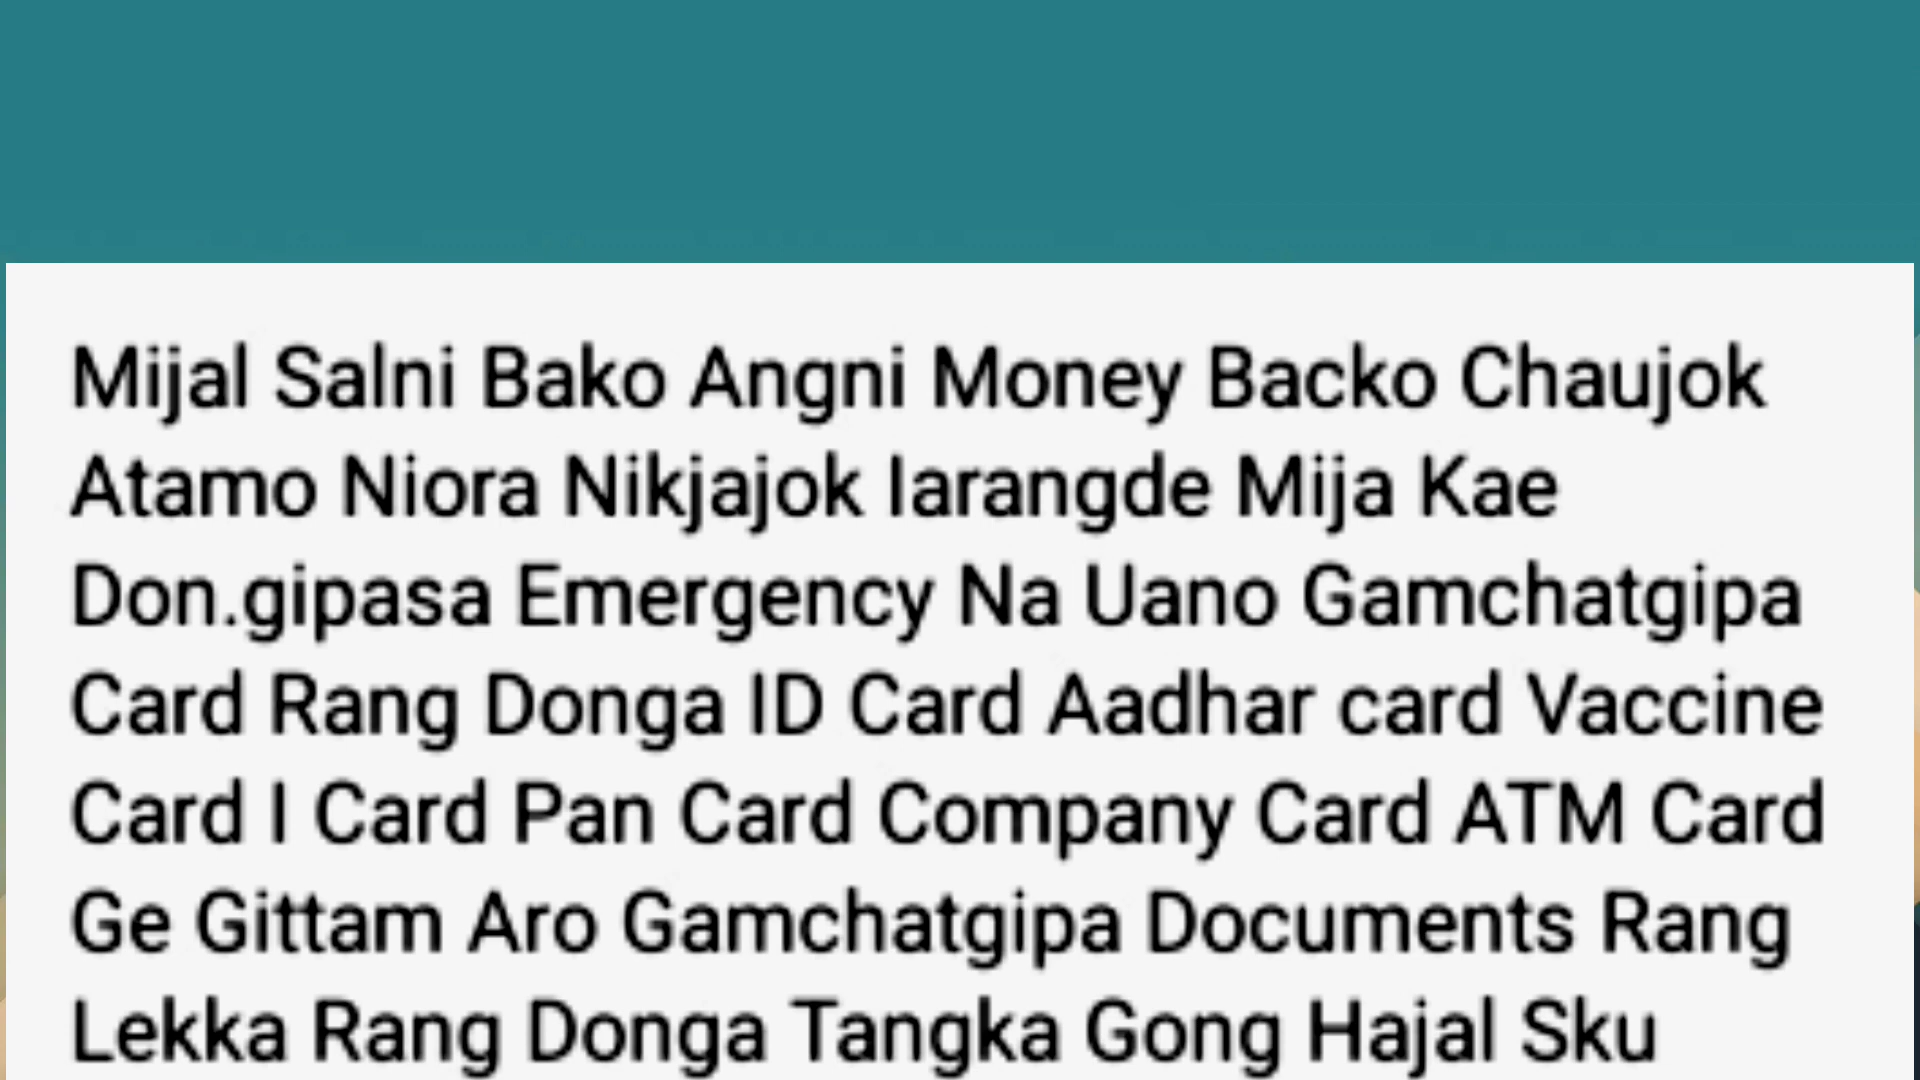 Mijal Salni Bako Angni Money Backo Chaujok
Atamo Niora Nikjajok Iarangde Mija Kae
Don.gipasa Emergency Na Uano Gamchatgipa
Card Rang Donga ID Card Aadhar card Vaccine
Card I Card Pan Card Company Card ATM Card
Ge Gittam Aro Gamchatgipa Documents Rang
Lekka Rang Donga Tangka Gong Hajal Sku